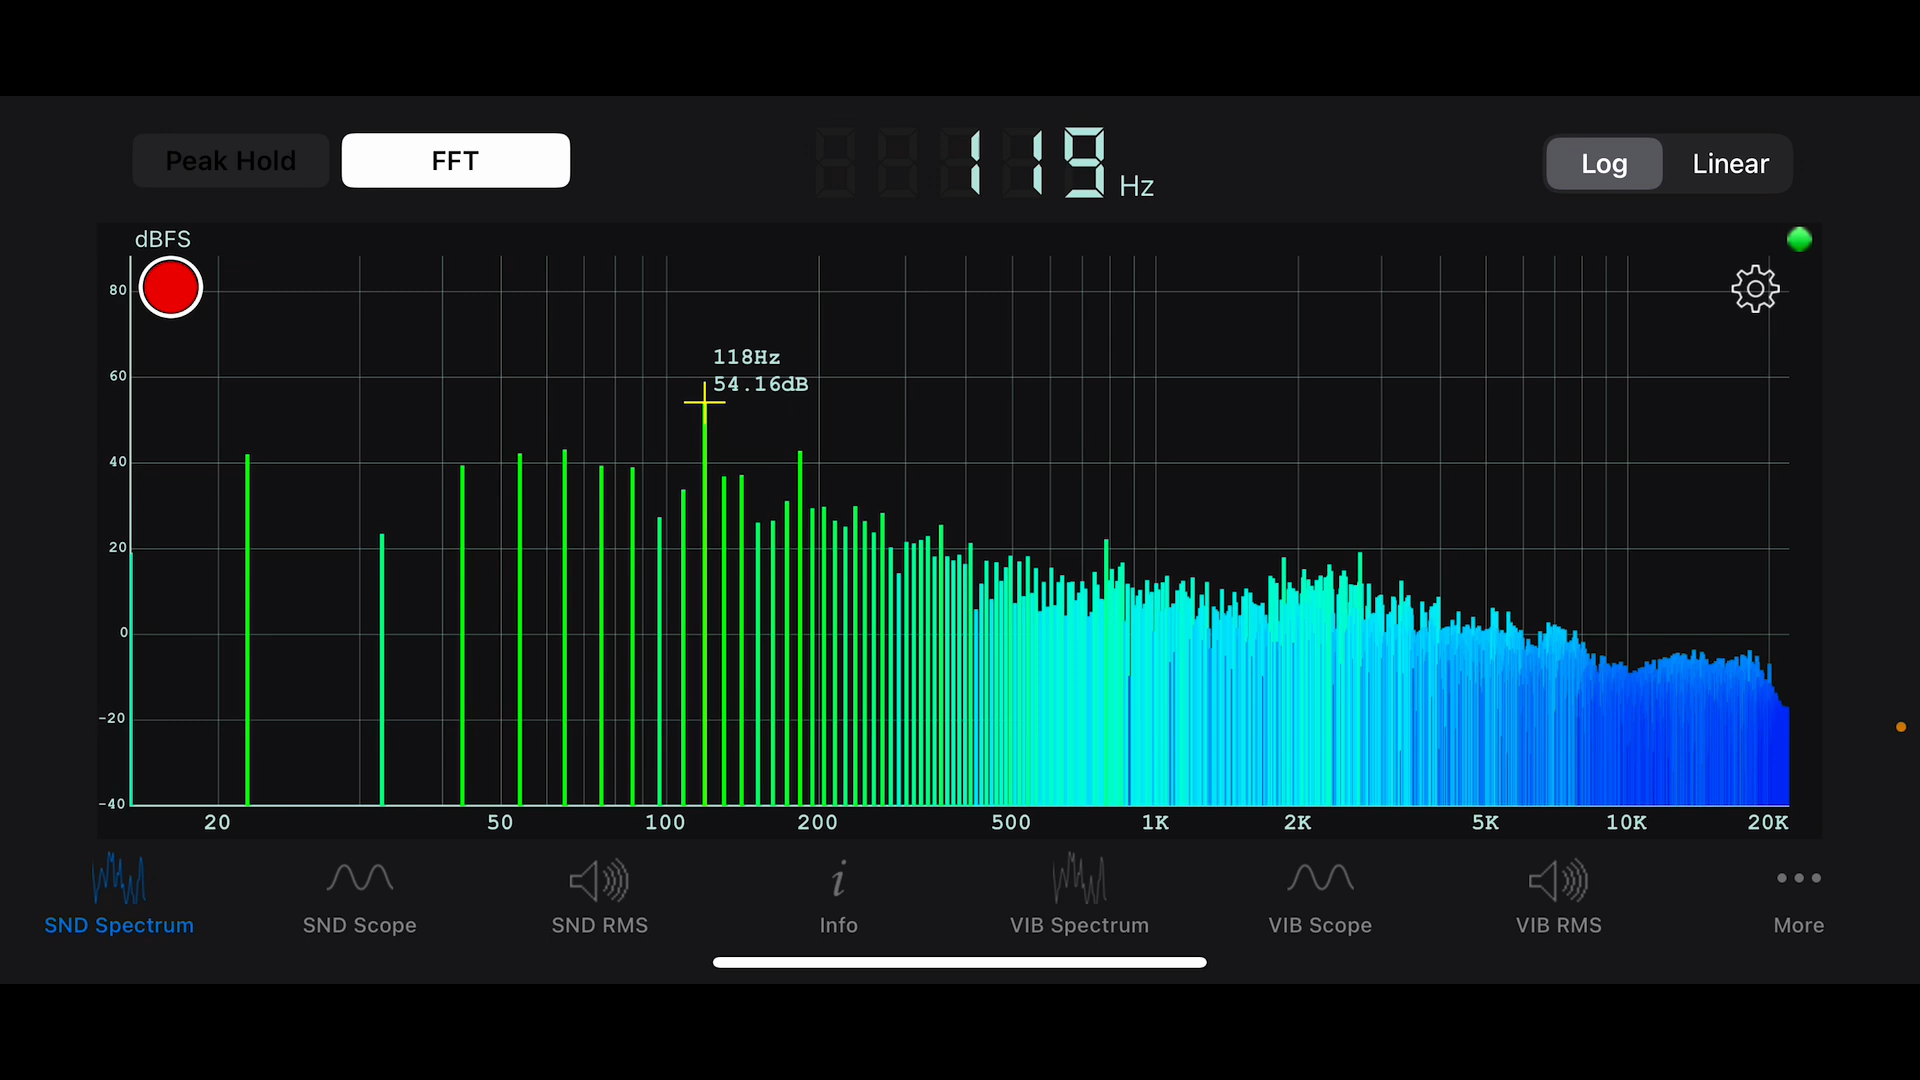 Peak Hold FFT 119 Hz Log Linear
dBFS
80
118Hz
60
54.16dB
40
20
0
-20
-40
20 50 100 200 500 1K 2K 5K 10K 20K
SND Spectrum SND Scope SND RMS Info VIB Spectrum VIB Scope VIB RMS More